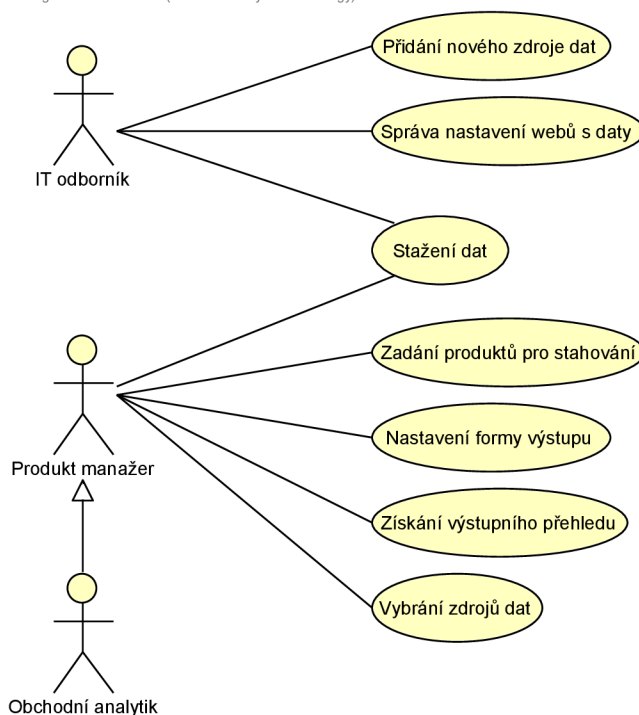 Přidání nového zdroje dat
Správa nastavení webů s daty
IT odborník
Stažení dat
Zadání produktů pro stahování
Nastavení formy výstupu
Produkt manažer
Získání výstupního přehledu
Vybrání zdrojů dat
Obchodní analytik